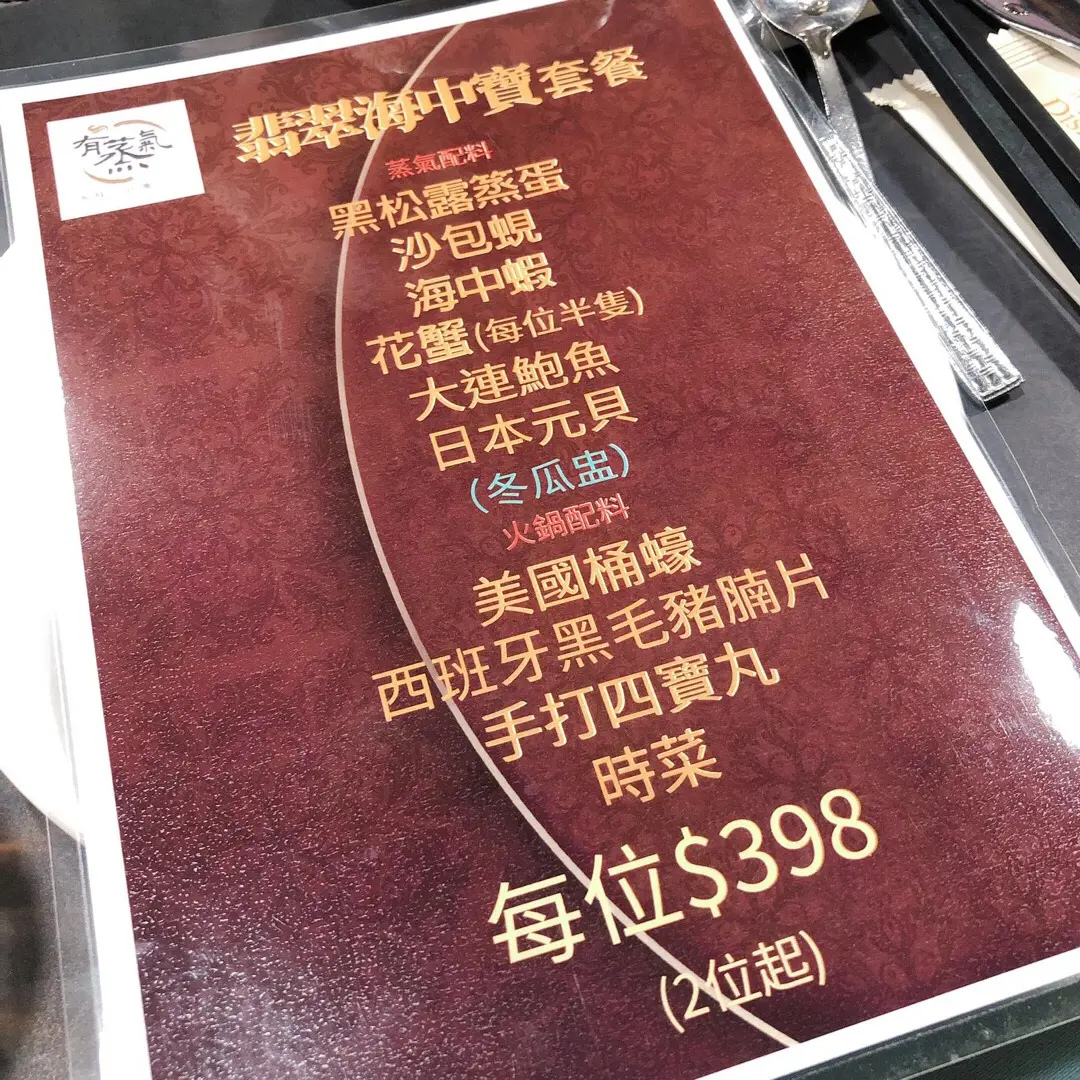 翡翠海中寶套餐
有蒸氣
蒸氣配料
黑松露蒸蛋
沙包蜆
海中蝦
花蟹(每位半隻)
大連鮑魚
日本元貝
(冬瓜盅)
火鍋配料
美國桶蠔
西班牙黑毛豬腩片
手打四寶丸
時菜
每位$398
(2位起)
Dis